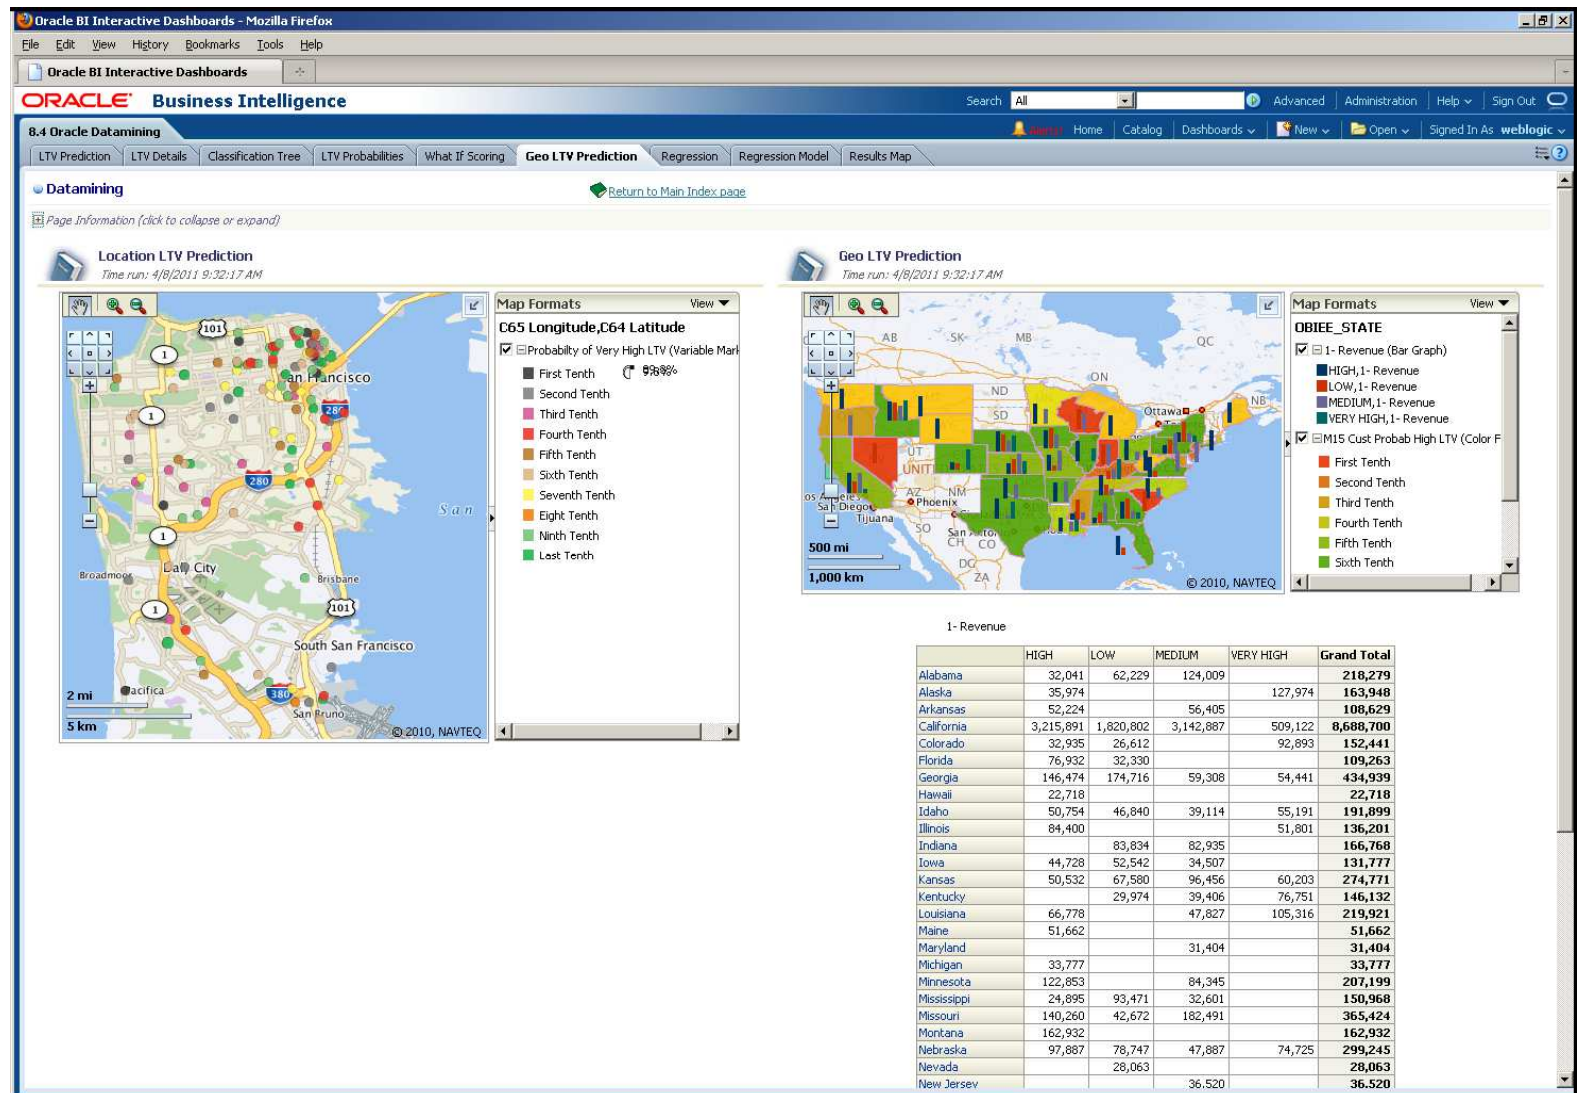 Oracle BI Interactive Dashboards - Mozilla Firefox
File Edit View History Bookmarks Tools Help
Oracle BI Interactive Dashboards
ORACLE Business Intelligence
Search All Advanced Administration Help Sign Out
8.4 Oracle Datamining
Home Catalog Dashboards New Open Signed In As weblogic
LTV Prediction LTV Details Classification Tree LTV Probabilities What If Scoring Geo LTV Prediction Regression Regression Model Results Map
Datamining
Return to Main Index page
Page Information (click to collapse or expand)
Location LTV Prediction
Time run: 4/8/2011 9:32:17 AM
101
1
San Francisco
1
280
280
San
1
Daly City
Broadmoor
Brisbane
1
101
South San Francisco
Pacifica
380
San Bruno
2 mi
5 km
© 2010, NAVTEQ
Map Formats View
C65 Longitude,C64 Latitude
Probabilty of Very High LTV (Variable Mark
First Tenth
Second Tenth
Third Tenth
Fourth Tenth
Fifth Tenth
Sixth Tenth
Seventh Tenth
Eight Tenth
Ninth Tenth
Last Tenth
Geo LTV Prediction
Time run: 4/8/2011 9:32:17 AM
AB SK MB QC
ON
ND
NB
SD
Ottawa
UT
UNIT
AZ NM
Phoenix
San Diego
Tijuana
SO
CH CO
500 mi
DG
1,000 km
ZA
© 2010, NAVTEQ
Map Formats View
OBIEE_STATE
1- Revenue (Bar Graph)
HIGH,1- Revenue
LOW,1- Revenue
MEDIUM,1- Revenue
VERY HIGH,1- Revenue
M15 Cust Probab High LTV (Color F
First Tenth
Second Tenth
Third Tenth
Fourth Tenth
Fifth Tenth
Sixth Tenth
1- Revenue
HIGH LOW MEDIUM VERY HIGH Grand Total
Alabama 32,041 62,229 124,009 218,279
Alaska 35,974 127,974 163,948
Arkansas 52,224 56,405 108,629
California 3,215,891 1,820,802 3,142,887 509,122 8,688,700
Colorado 32,935 26,612 92,893 152,441
Florida 76,932 32,330 109,263
Georgia 146,474 174,716 59,308 54,441 434,939
Hawaii 22,718 22,718
Idaho 50,754 46,840 39,114 55,191 191,899
Illinois 84,400 51,801 136,201
Indiana 83,834 82,935 166,768
Iowa 44,728 52,542 34,507 131,777
Kansas 50,532 67,580 96,456 60,203 274,771
Kentucky 29,974 39,406 76,751 146,132
Louisiana 66,778 47,827 105,316 219,921
Maine 51,662 51,662
Maryland 31,404 31,404
Michigan 33,777 33,777
Minnesota 122,853 84,345 207,199
Mississippi 24,895 93,471 32,601 150,968
Missouri 140,260 42,672 182,491 365,424
Montana 162,932 162,932
Nebraska 97,887 78,747 47,887 74,725 299,245
Nevada 28,063 28,063
New Jersey 36,520 36,520